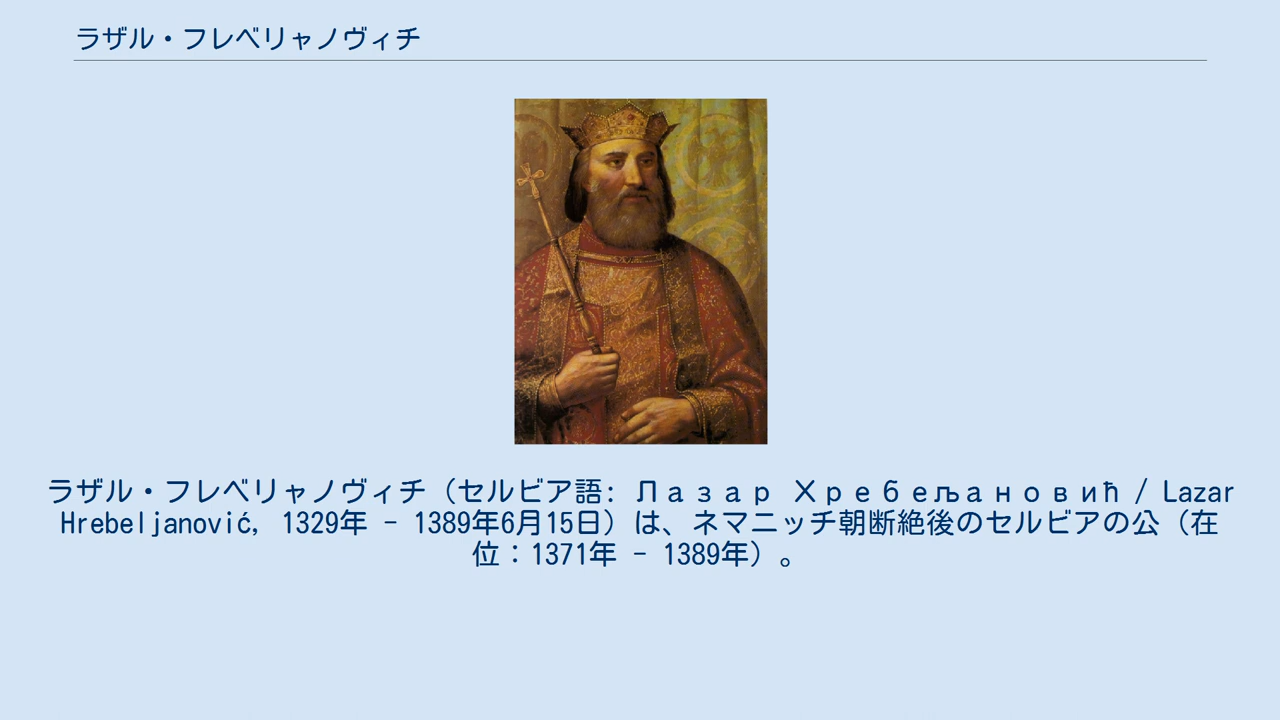 ラザル・フレベリャノヴィチ
ラザル・フレベリャノヴィチ（セルビア語: Лазар Хребељановић / Lazar
Hrebeljanović, 1329年 - 1389年6月15日）は、ネマニッチ朝断絶後のセルビアの公（在
位：1371年 - 1389年）。